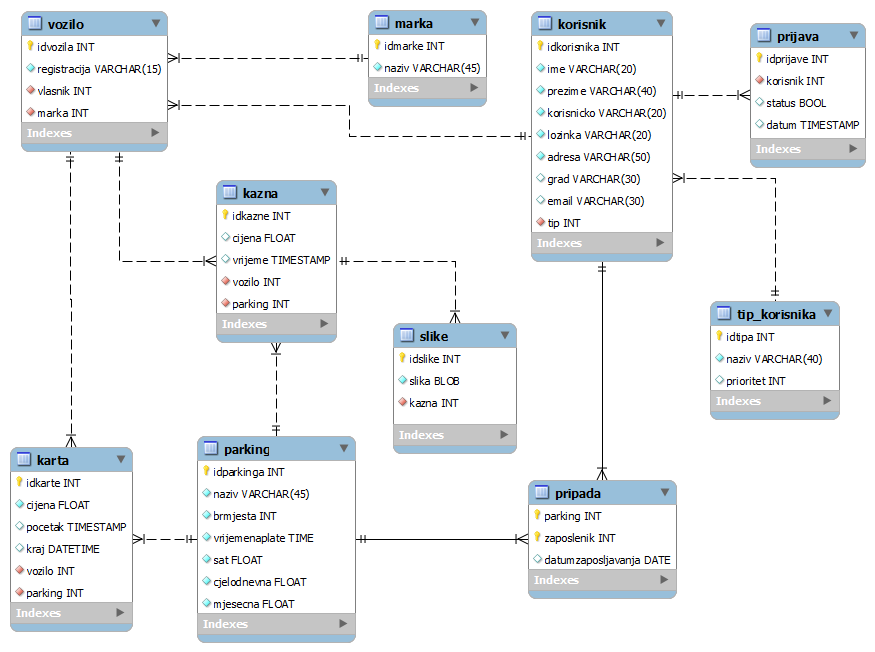 vozilo
idvozila INT
registracija VARCHAR(15)
vlasnik INT
marka INT
Indexes
marka
idmarke INT
naziv VARCHAR(45)
Indexes
korisnik
idkorisnika INT
ime VARCHAR(20)
prezime VARCHAR(40)
korisnicko VARCHAR(20)
lozinka VARCHAR(20)
adresa VARCHAR(50)
grad VARCHAR(30)
email VARCHAR(30)
tip INT
Indexes
prijava
idprijave INT
korisnik INT
status BOOL
datum TIMESTAMP
Indexes
kazna
idkazne INT
cijena FLOAT
vrijeme TIMESTAMP
vozilo INT
parking INT
Indexes
slike
idslike INT
slika BLOB
kazna INT
Indexes
tip_korisnika
idtipa INT
naziv VARCHAR(40)
prioritet INT
Indexes
karta
idkarte INT
cijena FLOAT
pocetak TIMESTAMP
kraj DATETIME
vozilo INT
parking INT
Indexes
parking
idparkinga INT
naziv VARCHAR(45)
brmjesta INT
vrijemenaplate TIME
sat FLOAT
cjelodnevna FLOAT
mjesecna FLOAT
Indexes
pripada
parking INT
zaposlenik INT
datumzaposljavanja DATE
Indexes